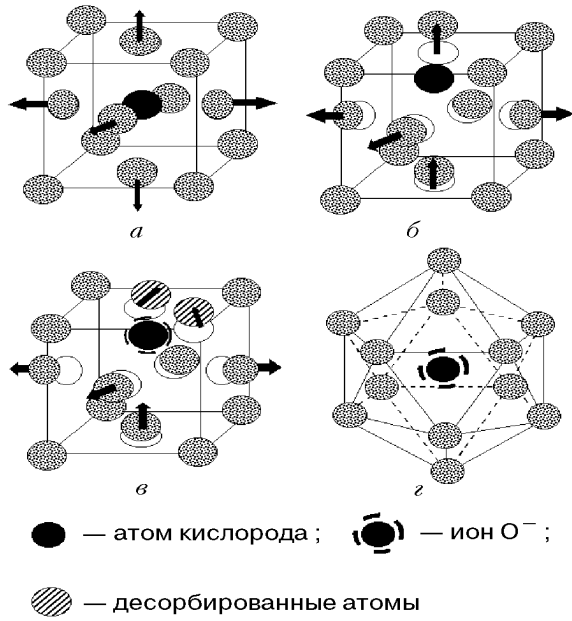 а
б
в
г
— атом кислорода ;
— ион О⁻ ;
— десорбированные атомы